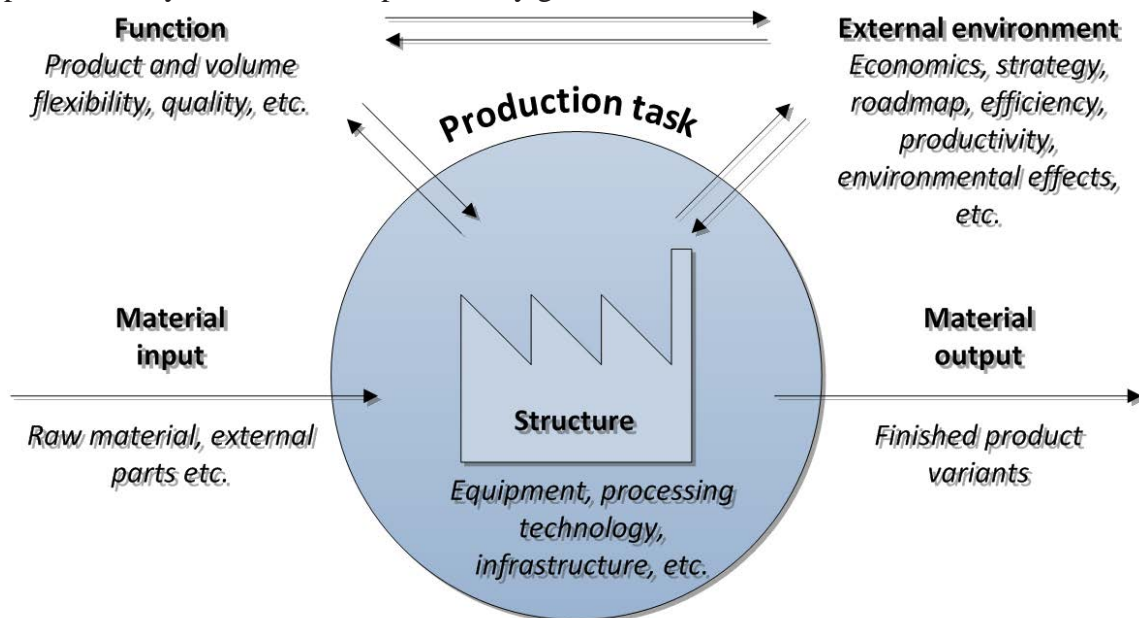 Function
Product and volume
flexibility, quality, etc.
External environment
Economics, strategy,
roadmap, efficiency,
productivity,
environmental effects,
etc.
Production task
Material
input
Raw material, external
parts etc.
Structure
Equipment, processing
technology,
infrastructure, etc.
Material
output
Finished product
variants